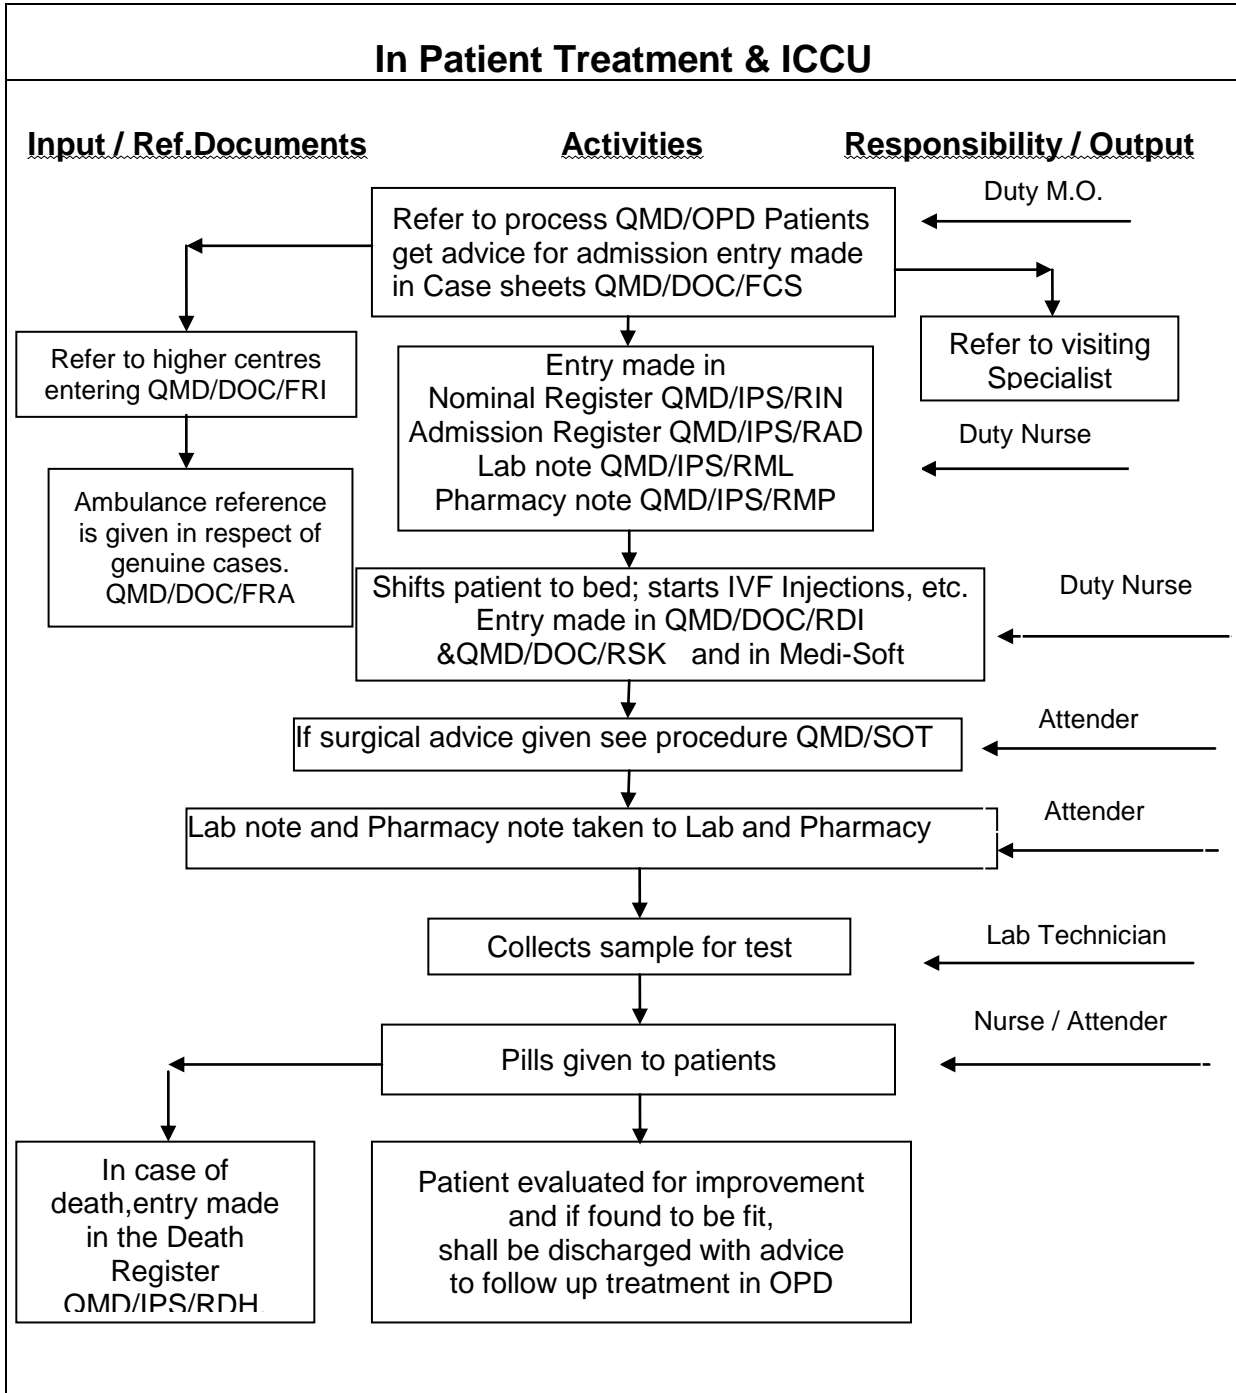 In Patient Treatment & ICCU
Input / Ref.Documents
Activities
Responsibility / Output
Duty M.O.
Refer to process QMD/OPD Patients
get advice for admission entry made
in Case sheets QMD/DOC/FCS
Refer to higher centres
entering QMD/DOC/FRI
Entry made in
Nominal Register QMD/IPS/RIN
Admission Register QMD/IPS/RAD
Lab note QMD/IPS/RML
Pharmacy note QMD/IPS/RMP
Refer to visiting
Specialist
Duty Nurse
Ambulance reference
is given in respect of
genuine cases.
QMD/DOC/FRA
Shifts patient to bed; starts IVF Injections, etc.
Entry made in QMD/DOC/RDI
&QMD/DOC/RSK and in Medi-Soft
Duty Nurse
If surgical advice given see procedure QMD/SOT
Attender
Lab note and Pharmacy note taken to Lab and Pharmacy
Attender
Collects sample for test
Lab Technician
Pills given to patients
Nurse / Attender
In case of
death,entry made
in the Death
Register
QMD/IPS/RDH.
Patient evaluated for improvement
and if found to be fit,
shall be discharged with advice
to follow up treatment in OPD